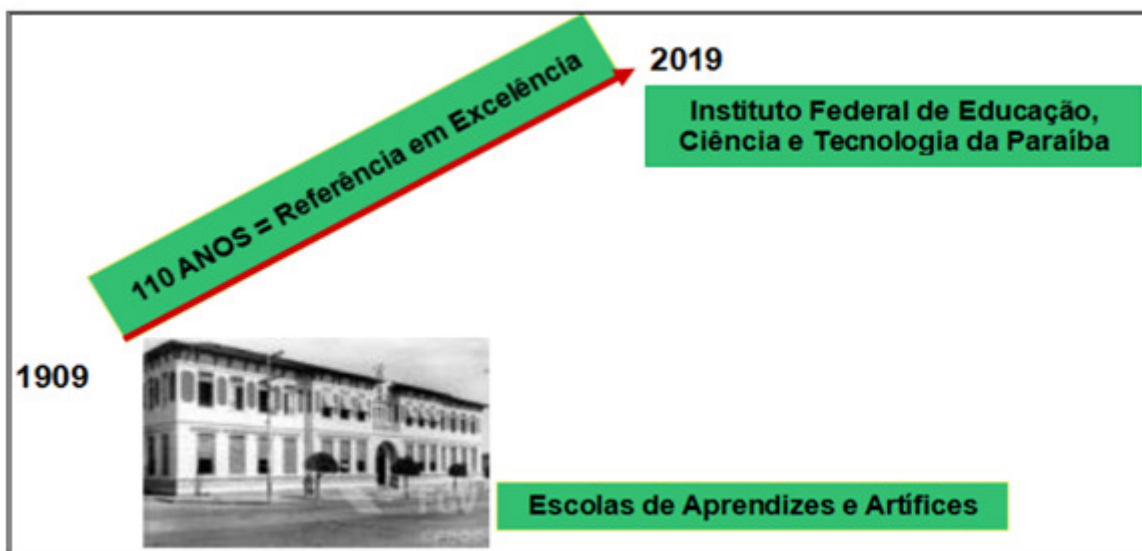 2019
Instituto Federal de Educação,
Ciência e Tecnologia da Paraíba
110 ANOS = Referência em Excelência
1909
FGV
Escolas de Aprendizes e Artífices